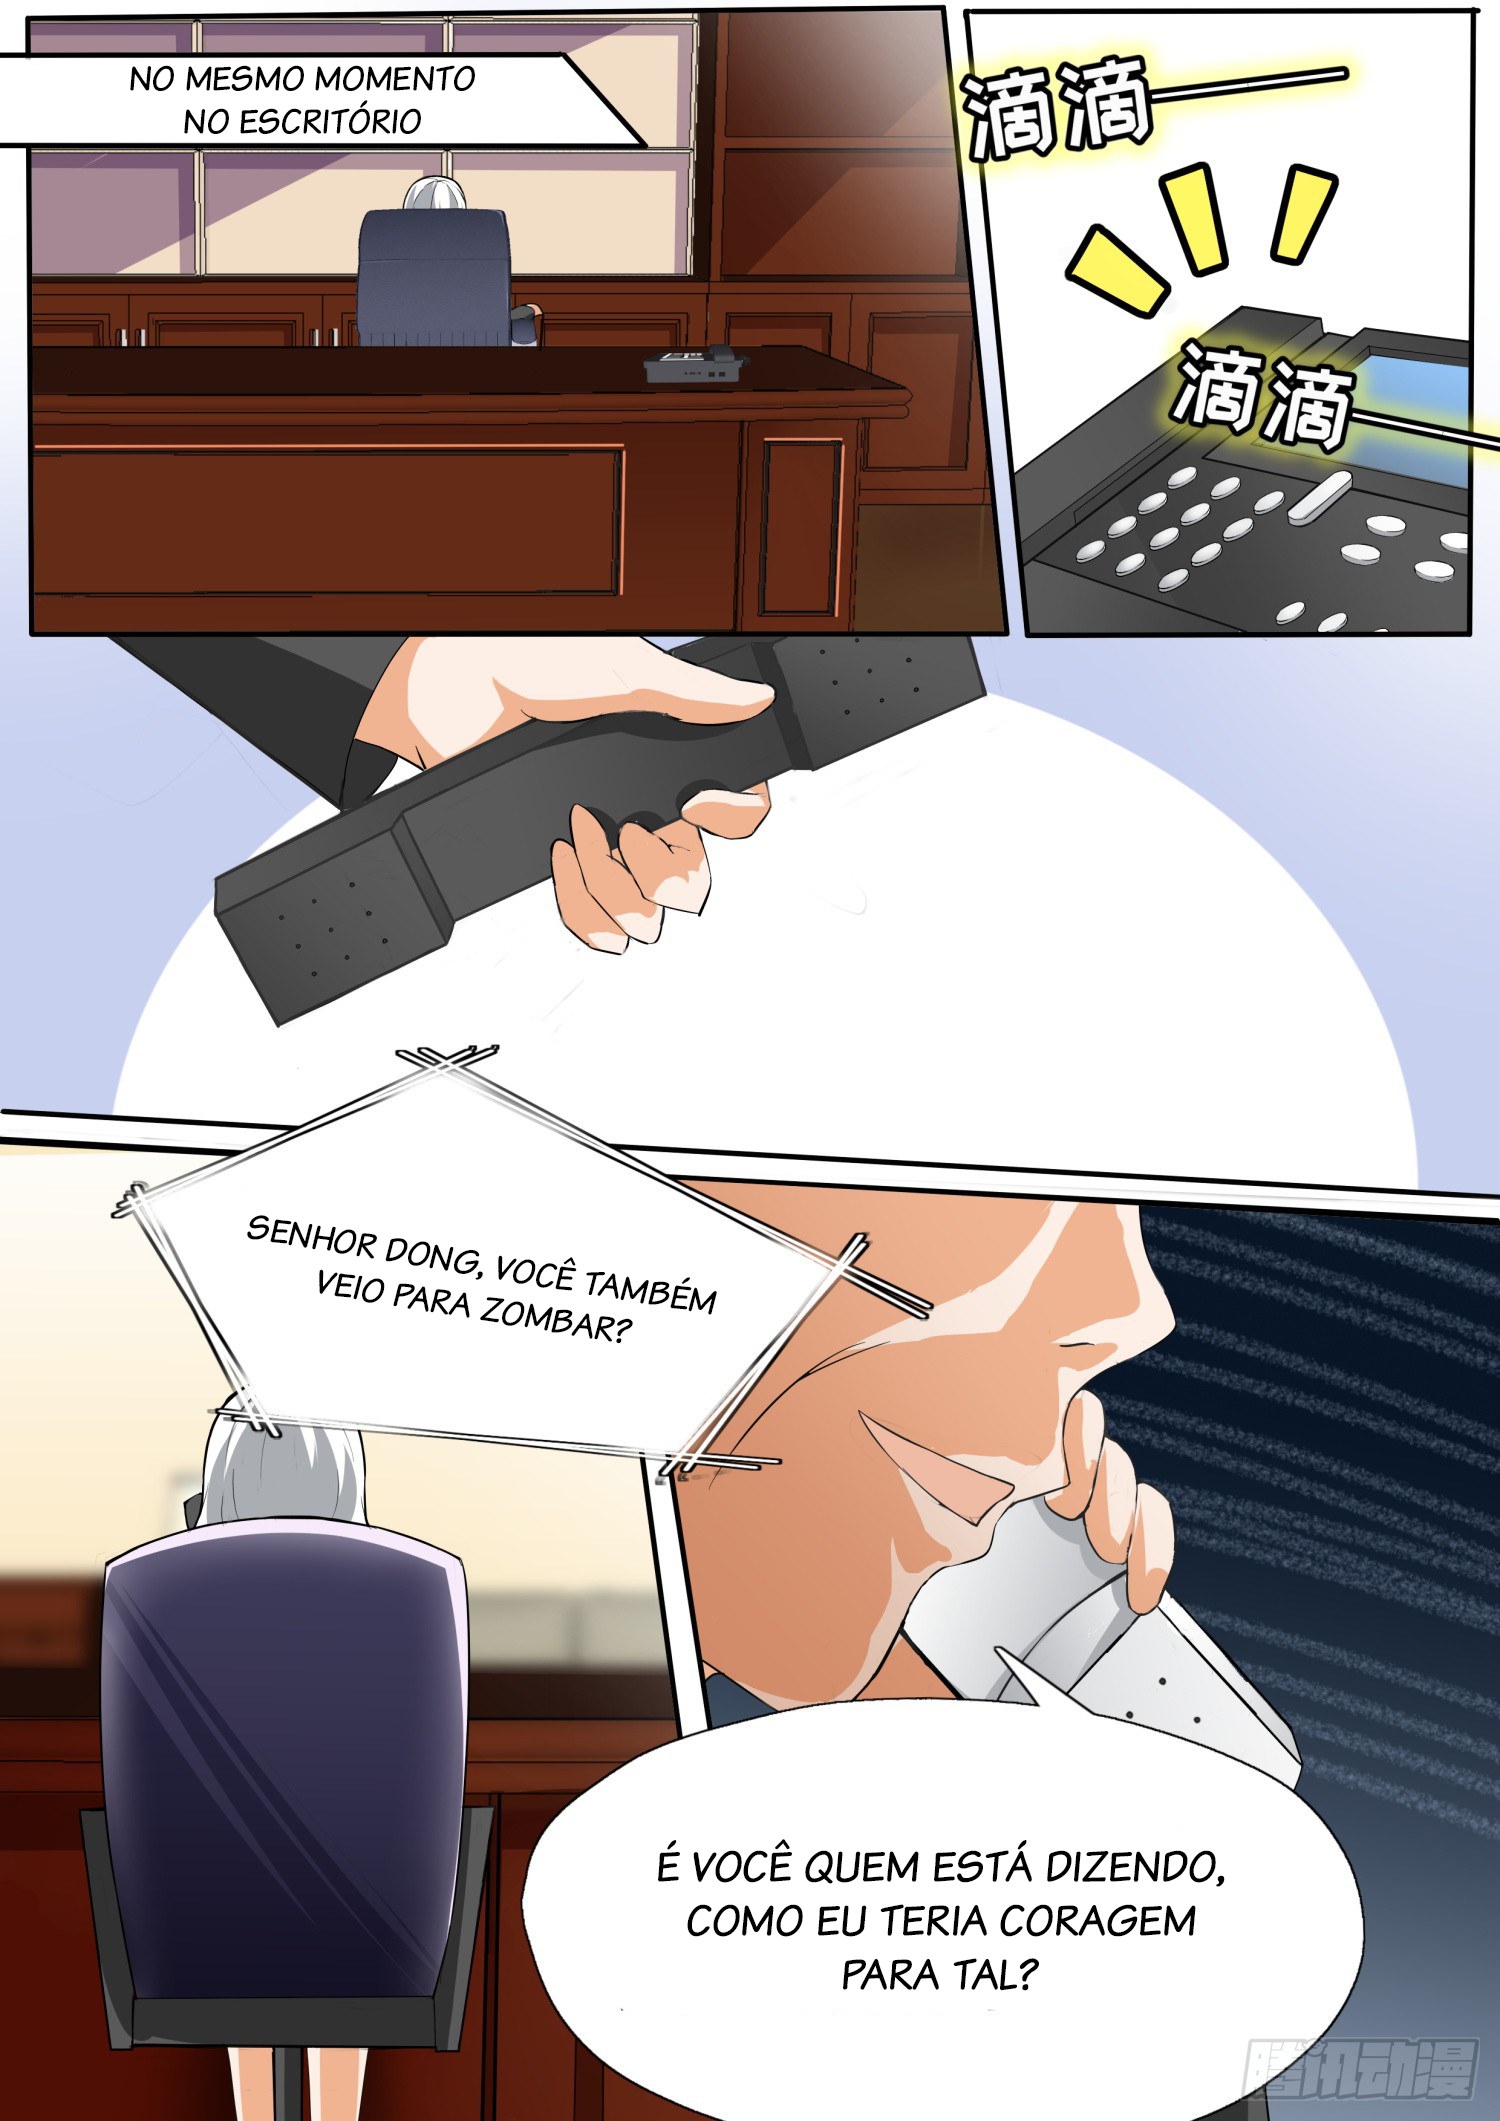 NO MESMO MOMENTO
NO ESCRITÓRIO
滴滴——
滴滴——
SENHOR DONG, VOCÊ TAMBÉM
VEIO PARA ZOMBAR?
É VOCÊ QUEM ESTÁ DIZENDO,
COMO EU TERIA CORAGEM
PARA TAL?
腾讯动漫